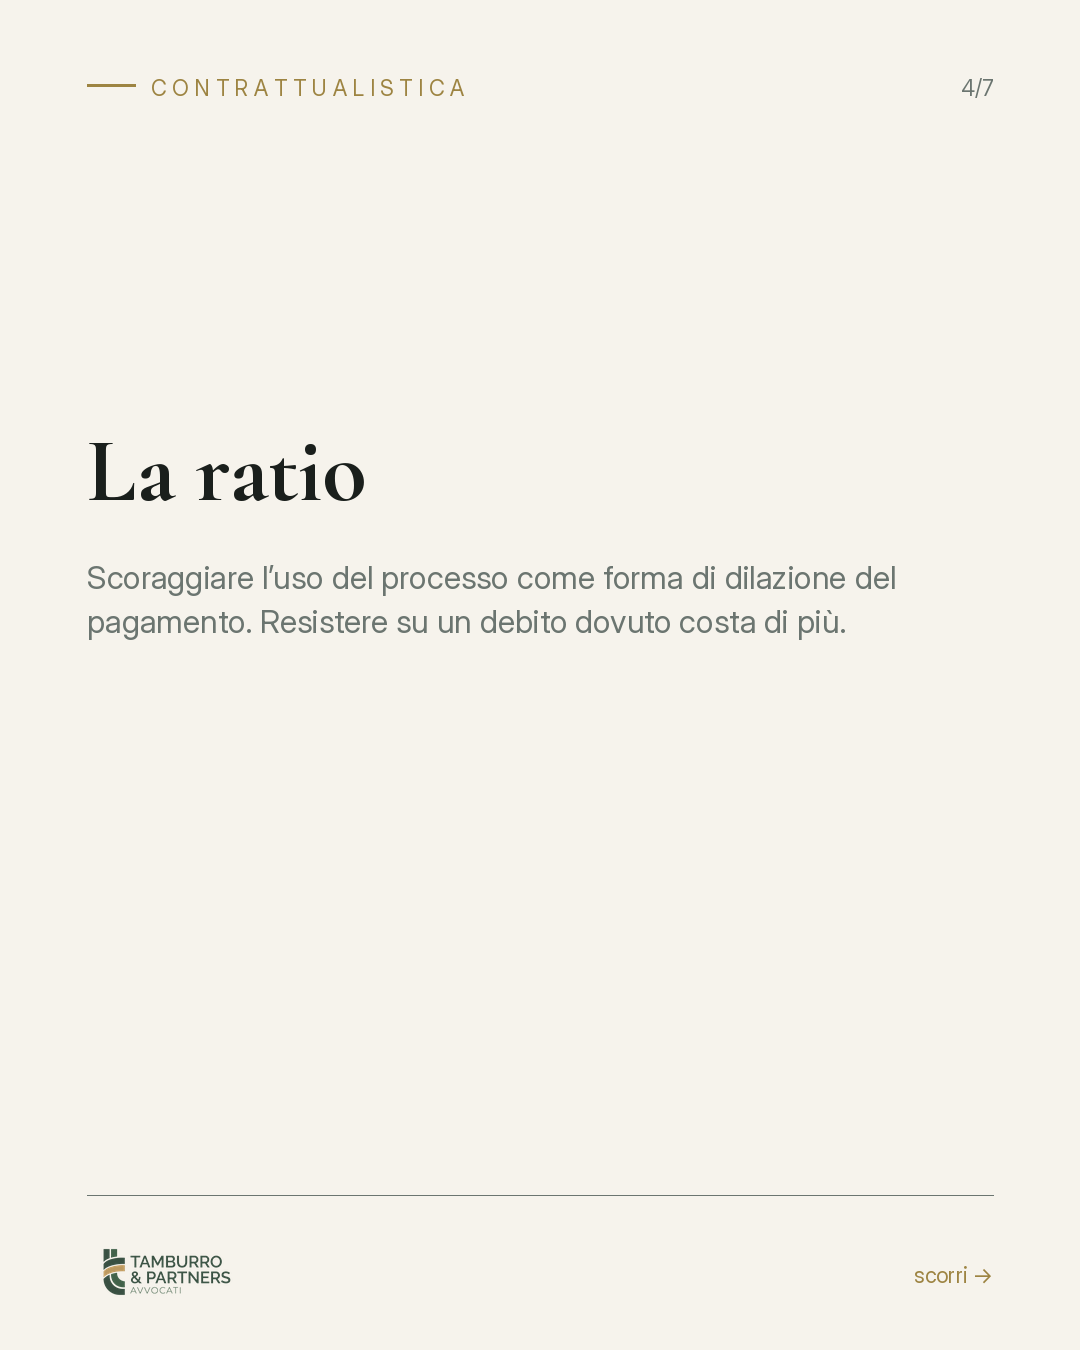 CONTRATTUALISTICA
4/7
La ratio
Scoraggiare l’uso del processo come forma di dilazione del
pagamento. Resistere su un debito dovuto costa di più.
TAMBURRO
& PARTNERS
AVVOCATI
scorri →